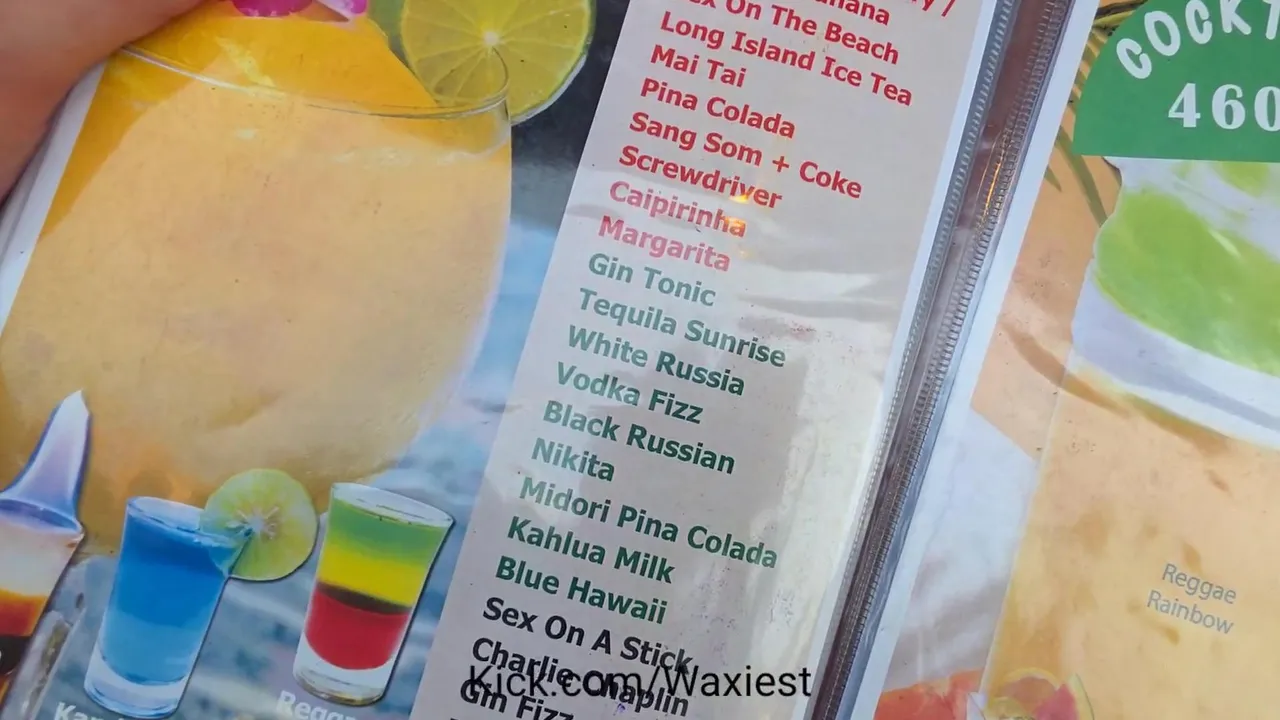 On The Beach
Long Island Ice Tea
Mai Tai
Pina Colada
Sang Som + Coke
Screwdriver
Caipirinha
Margarita
Gin Tonic
Tequila Sunrise
White Russia
Vodka Fizz
Black Russian
Nikita
Midori Pina Colada
Kahlua Milk
Blue Hawaii
Sex On A Stick
Charlie Chaplin
Gin Fizz
460
Reggae
Rainbow
Kick.com/Waxiest